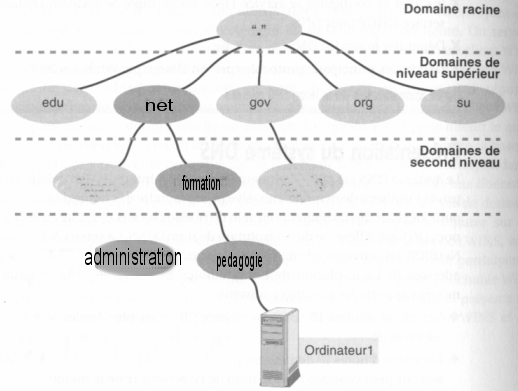 Domaine racine
" "
.
Domaines de
niveau supérieur
edu
net
gov
org
su
Domaines de
second niveau
formation
administration
pedagogie
Ordinateur1